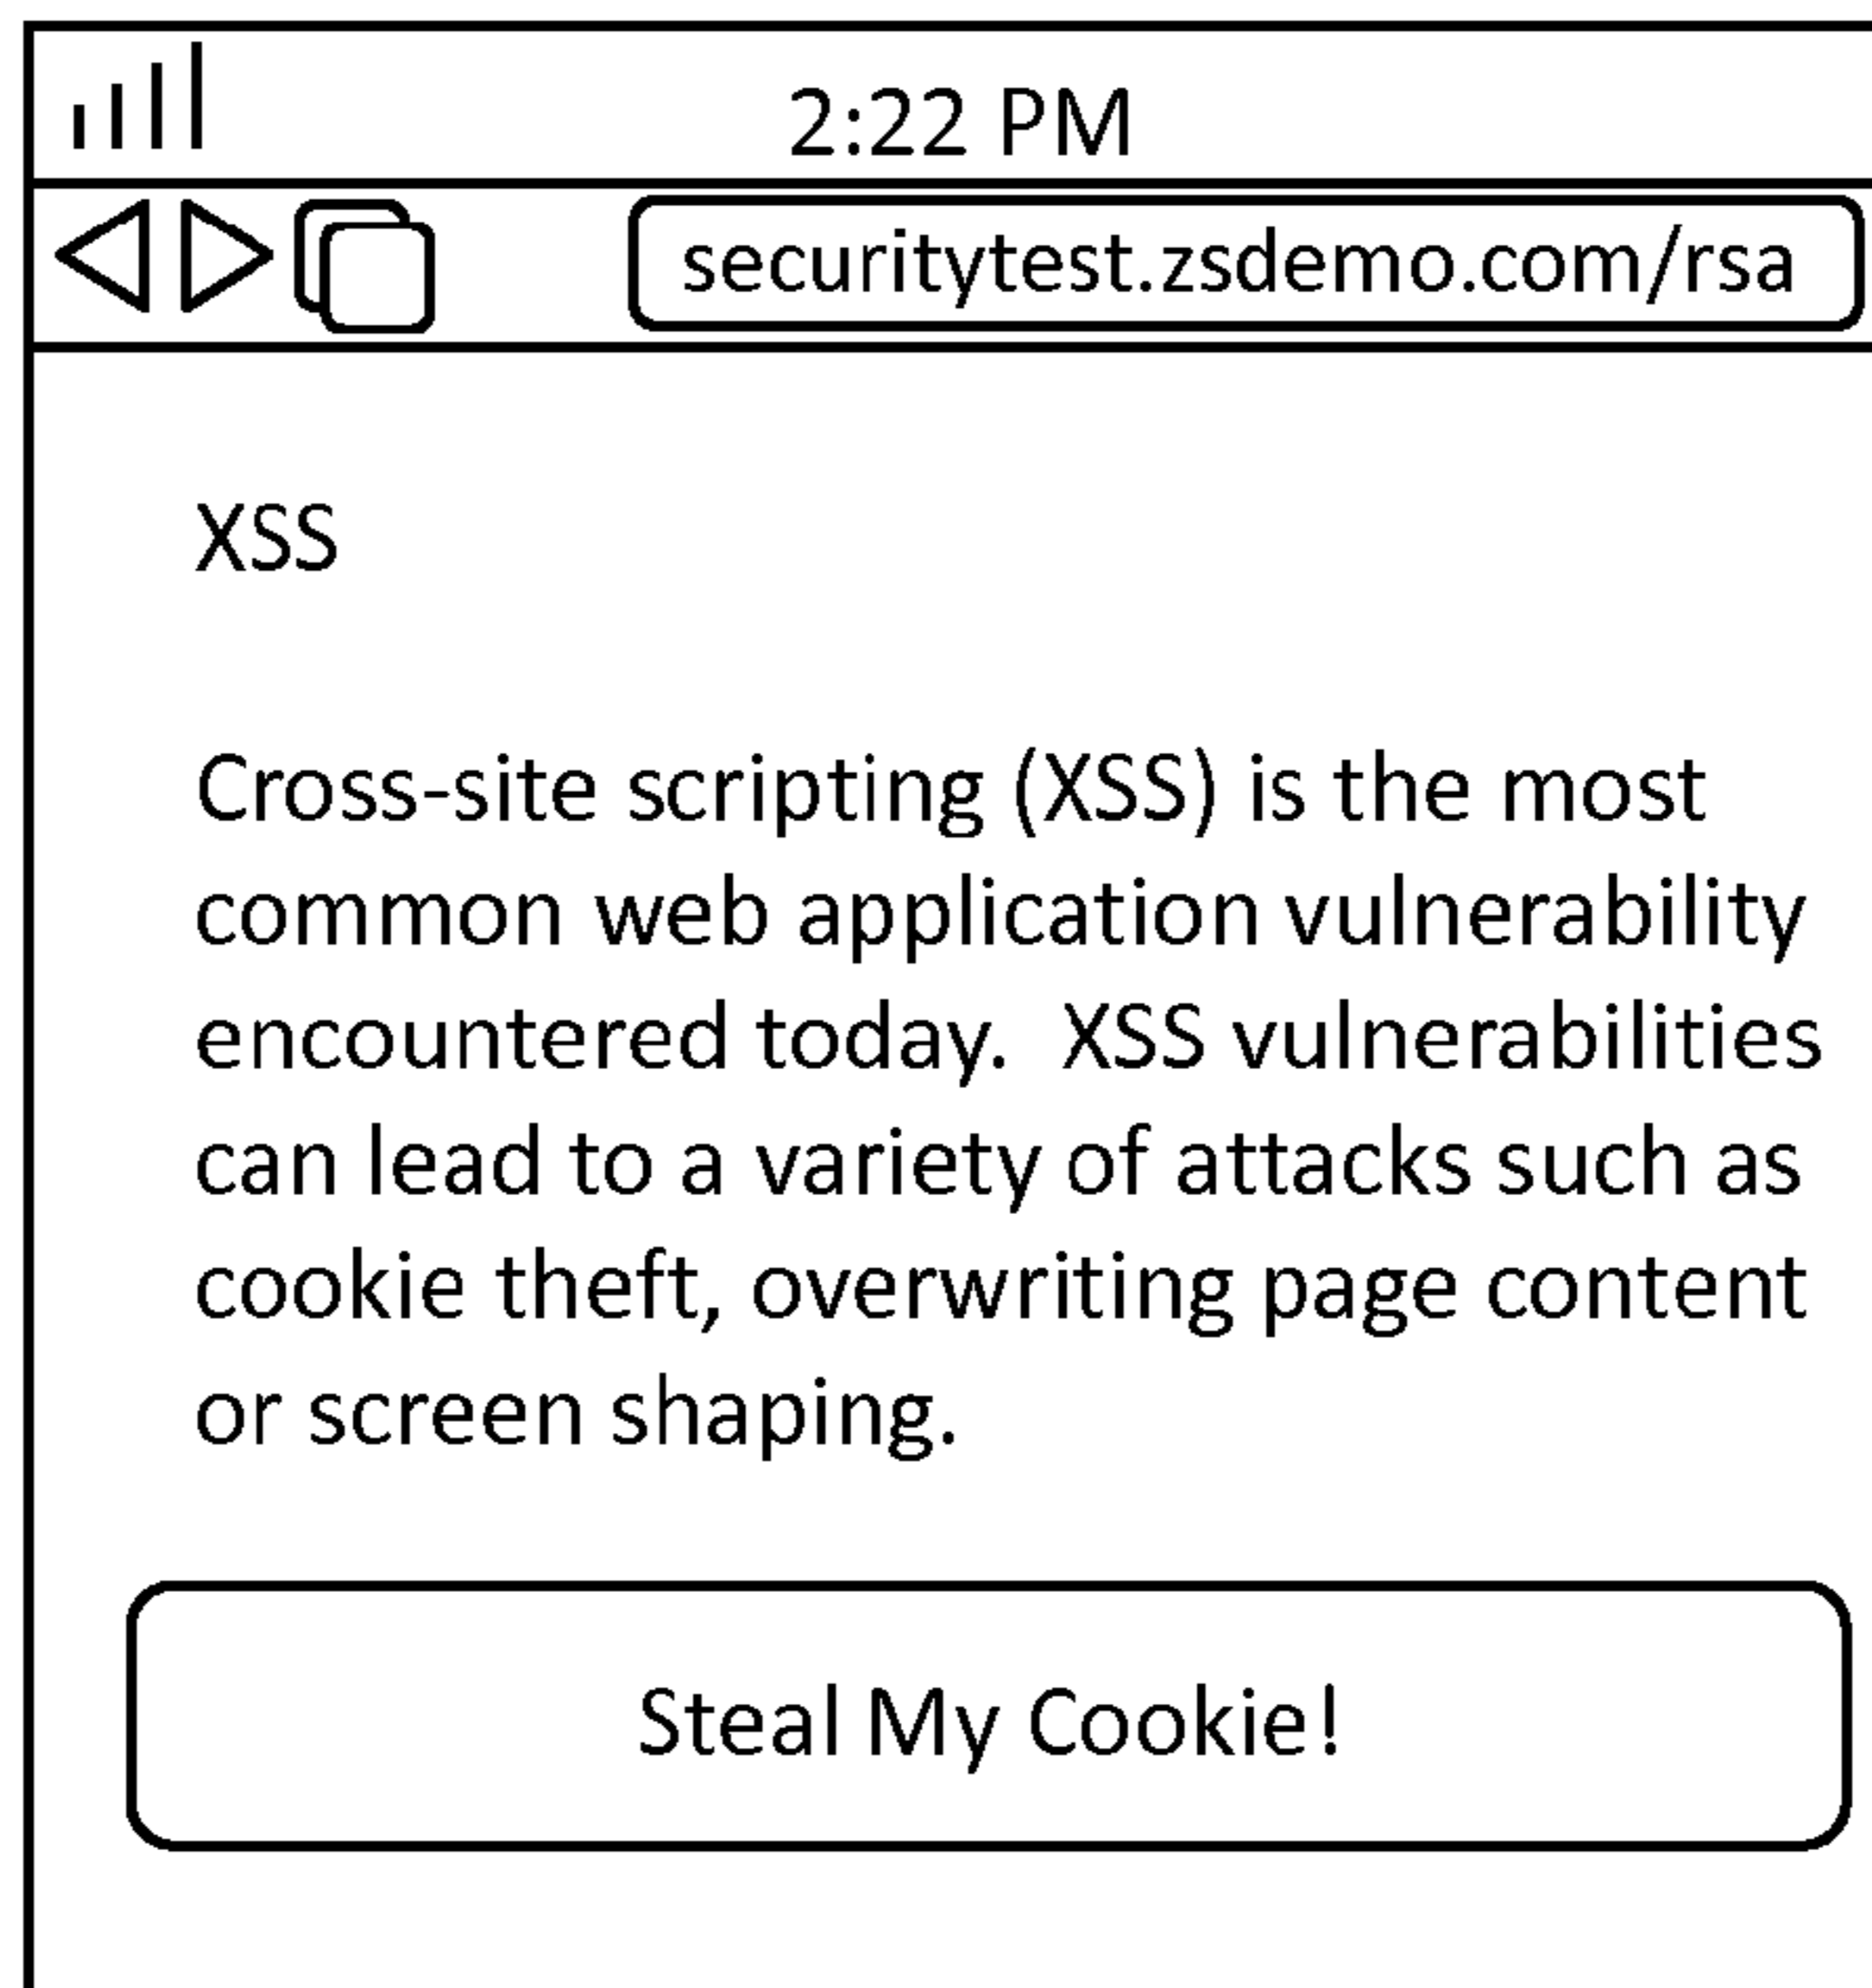 2:22 PM
securitytest.zsdemo.com/rsa
XSS
Cross-site scripting (XSS) is the most
common web application vulnerability
encountered today.  XSS vulnerabilities
can lead to a variety of attacks such as
cookie theft, overwriting page content
or screen shaping.
Steal My Cookie!